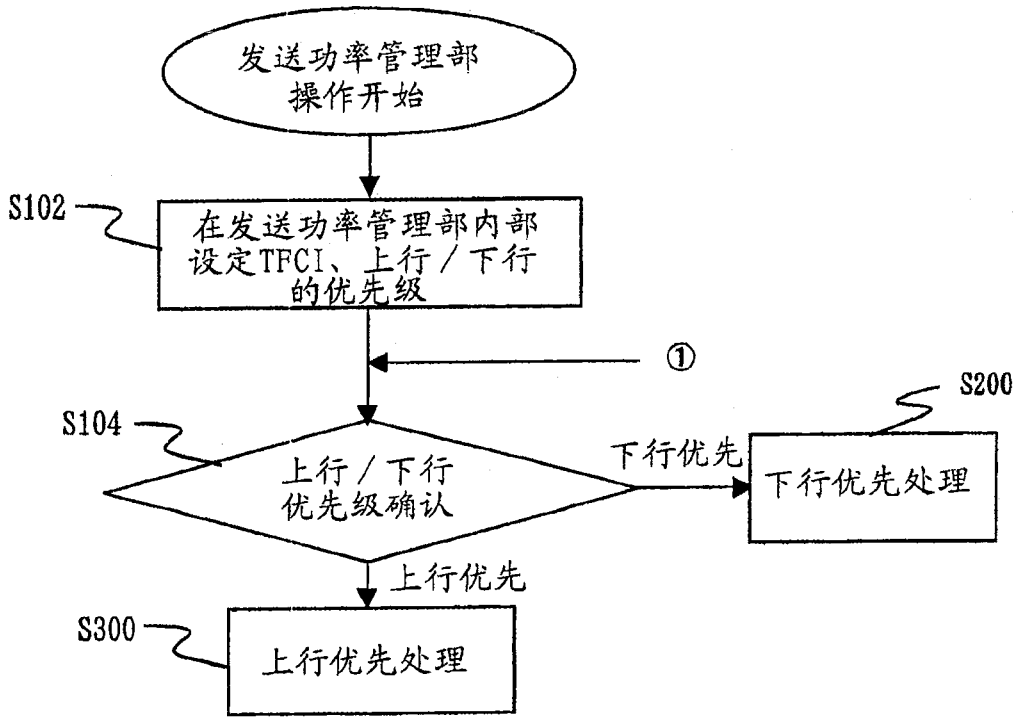 发送功率管理部
操作开始
S102
在发送功率管理部内部
设定TFCI、上行/下行
的优先级
①
S200
S104
上行/下行
优先级确认
下行优先
下行优先处理
上行优先
S300
上行优先处理